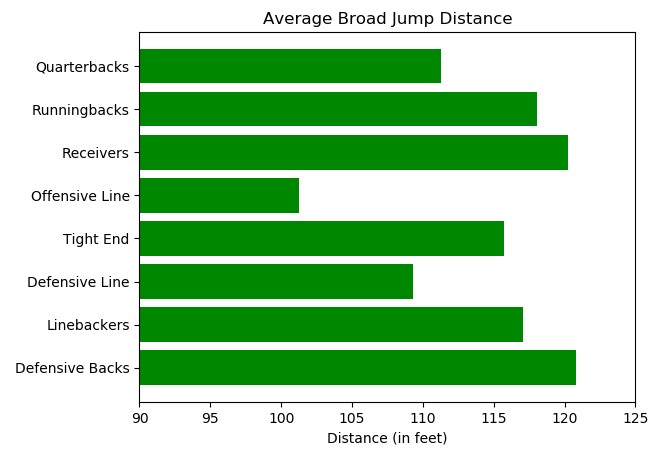 Average Broad Jump Distance
Quarterbacks
Runningbacks
Receivers
Offensive Line
Tight End
Defensive Line
Linebackers
Defensive Backs
90 95 100 105 110 115 120 125
Distance (in feet)